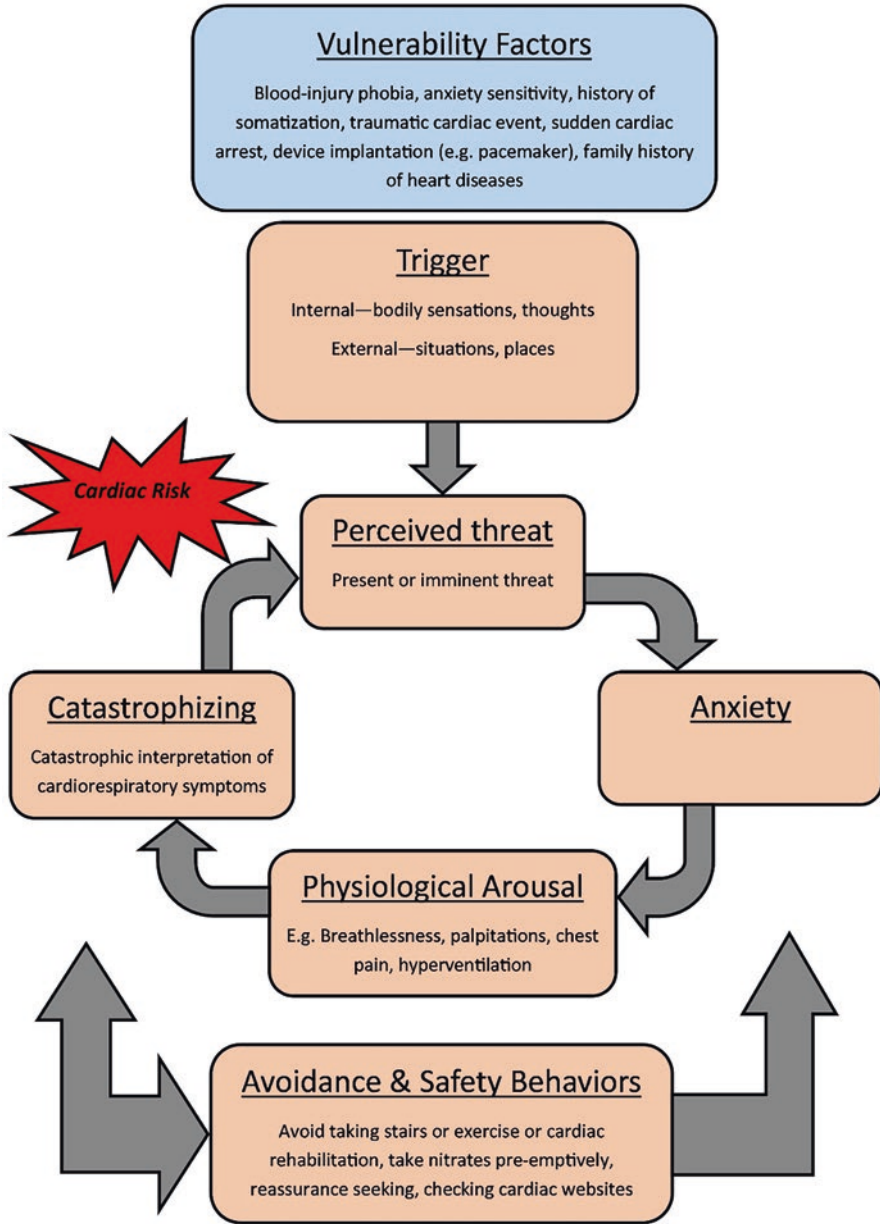 Vulnerability Factors
Blood-injury phobia, anxiety sensitivity, history of
somatization, traumatic cardiac event, sudden cardiac
arrest, device implantation (e.g. pacemaker), family history
of heart diseases
Trigger
Internal—bodily sensations, thoughts
External—situations, places
Cardiac Risk
Perceived threat
Present or imminent threat
Catastrophizing
Catastrophic interpretation of
cardiorespiratory symptoms
Anxiety
Physiological Arousal
E.g. Breathlessness, palpitations, chest
pain, hyperventilation
Avoidance & Safety Behaviors
Avoid taking stairs or exercise or cardiac
rehabilitation, take nitrates pre-emptively,
reassurance seeking, checking cardiac websites